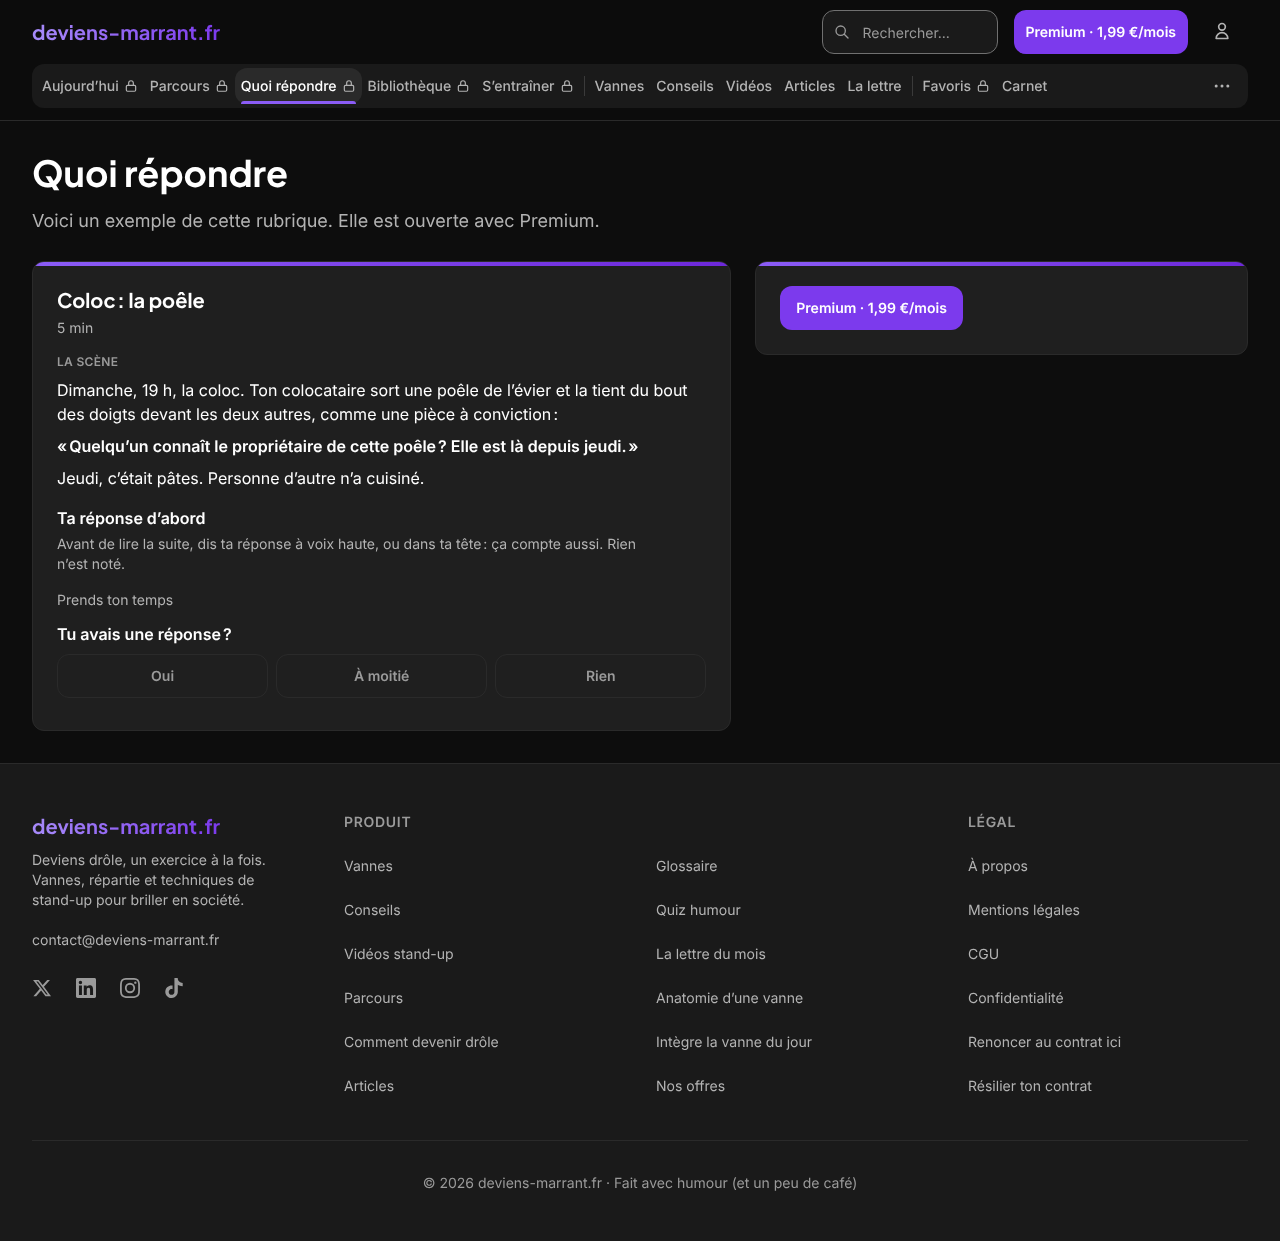 deviens-marrant.fr
Rechercher...
Premium · 1,99 €/mois
Aujourd’hui
Parcours
Quoi répondre
Bibliothèque
S’entraîner
Vannes
Conseils
Vidéos
Articles
La lettre
Favoris
Carnet
Quoi répondre
Voici un exemple de cette rubrique. Elle est ouverte avec Premium.
Coloc : la poêle
5 min
LA SCÈNE
Dimanche, 19 h, la coloc. Ton colocataire sort une poêle de l’évier et la tient du bout
des doigts devant les deux autres, comme une pièce à conviction :
« Quelqu’un connaît le propriétaire de cette poêle ? Elle est là depuis jeudi. »
Jeudi, c’était pâtes. Personne d’autre n’a cuisiné.
Ta réponse d’abord
Avant de lire la suite, dis ta réponse à voix haute, ou dans ta tête : ça compte aussi. Rien
n’est noté.
Prends ton temps
Tu avais une réponse ?
Oui
À moitié
Rien
Premium · 1,99 €/mois
deviens-marrant.fr
Deviens drôle, un exercice à la fois.
Vannes, répartie et techniques de
stand-up pour briller en société.
contact@deviens-marrant.fr
PRODUIT
Vannes
Conseils
Vidéos stand-up
Parcours
Comment devenir drôle
Articles
Glossaire
Quiz humour
La lettre du mois
Anatomie d’une vanne
Intègre la vanne du jour
Nos offres
LÉGAL
À propos
Mentions légales
CGU
Confidentialité
Renoncer au contrat ici
Résilier ton contrat
© 2026 deviens-marrant.fr · Fait avec humour (et un peu de café)